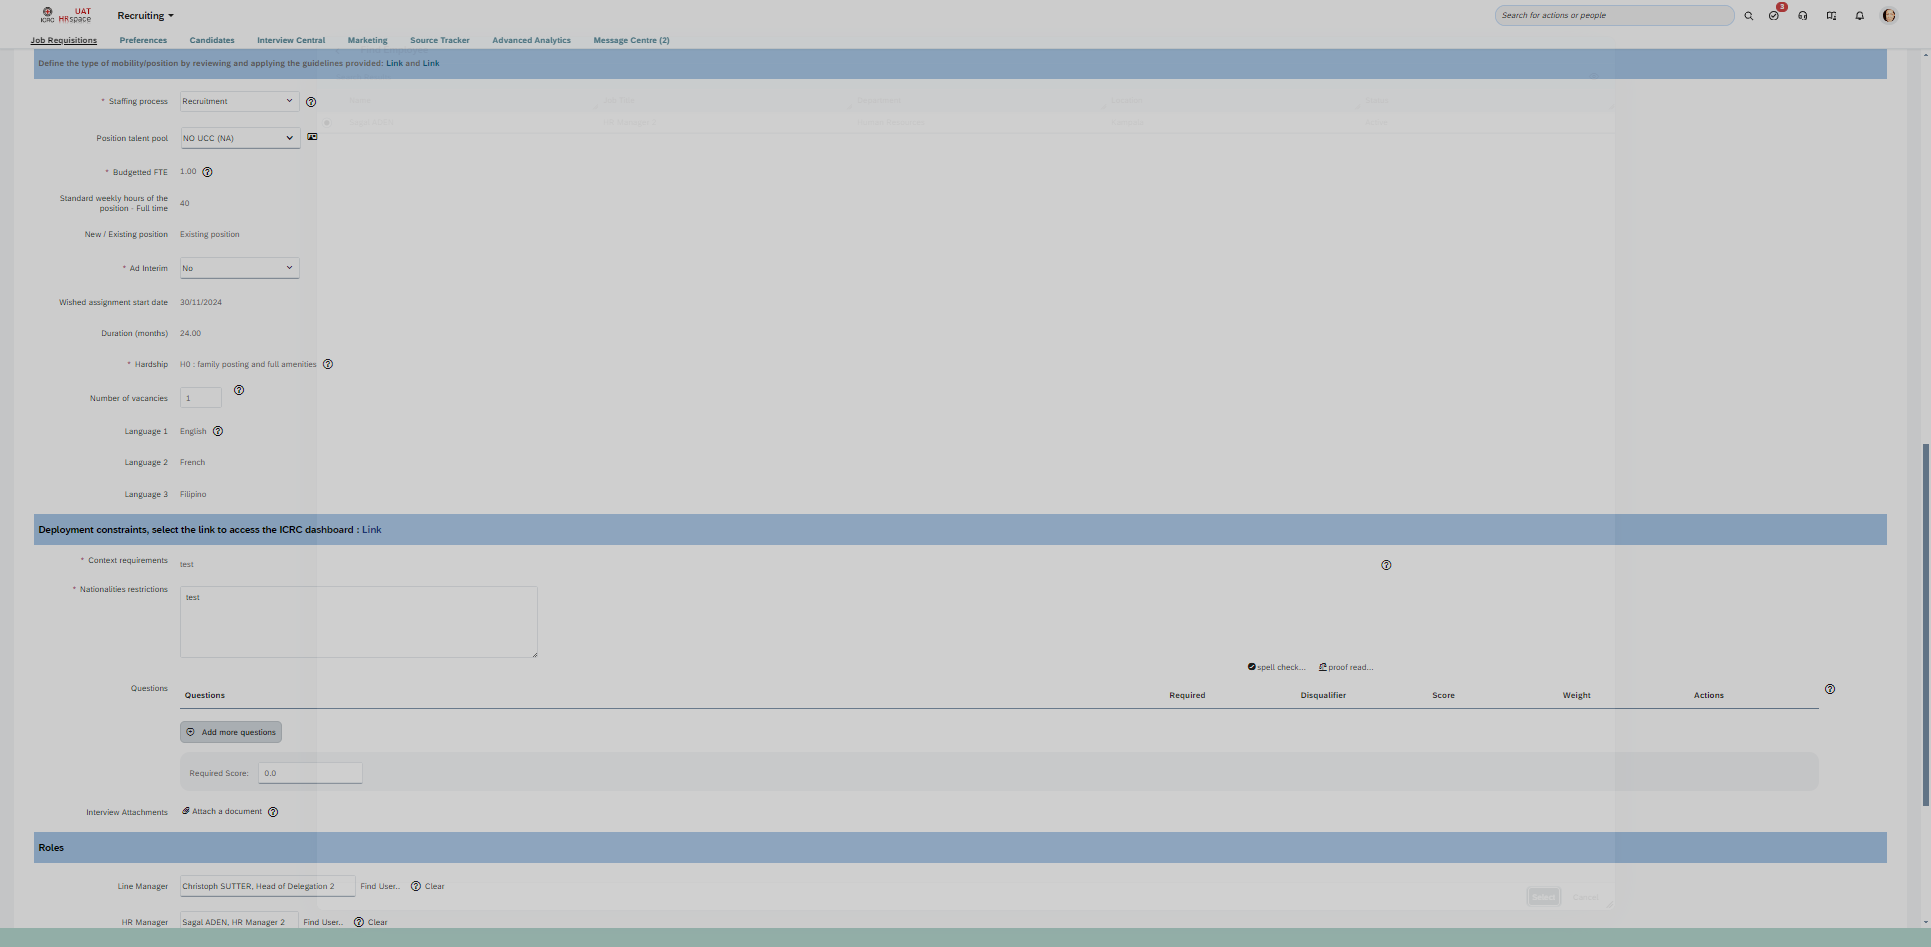 ICRC
UAT
HRspace
Recruiting
Search for actions or people
3
Job Requisitions
Preferences
Candidates
Interview Central
Marketing
Source Tracker
Advanced Analytics
Message Centre (2)
Define the type of mobility/position by reviewing and applying the guidelines provided: Link and Link
* Staffing process
Recruitment
Position talent pool
NO UCC (NA)
* Budgetted FTE
1.00
Standard weekly hours of the
position - Full time
40
New / Existing position
Existing position
* Ad Interim
No
Wished assignment start date
30/11/2024
Duration (months)
24.00
* Hardship
H0 : family posting and full amenities
Number of vacancies
1
Language 1
English
Language 2
French
Language 3
Filipino
Deployment constraints, select the link to access the ICRC dashboard : Link
* Context requirements
test
* Nationalities restrictions
test
spell check...
proof read...
Questions
Questions
Required
Disqualifier
Score
Weight
Actions
Add more questions
Required Score:
0.0
Interview Attachments
Attach a document
Roles
Line Manager
Christoph SUTTER, Head of Delegation 2
Find User..
Clear
Select
Cancel
HR Manager
Sagal ADEN, HR Manager 2
Find User..
Clear